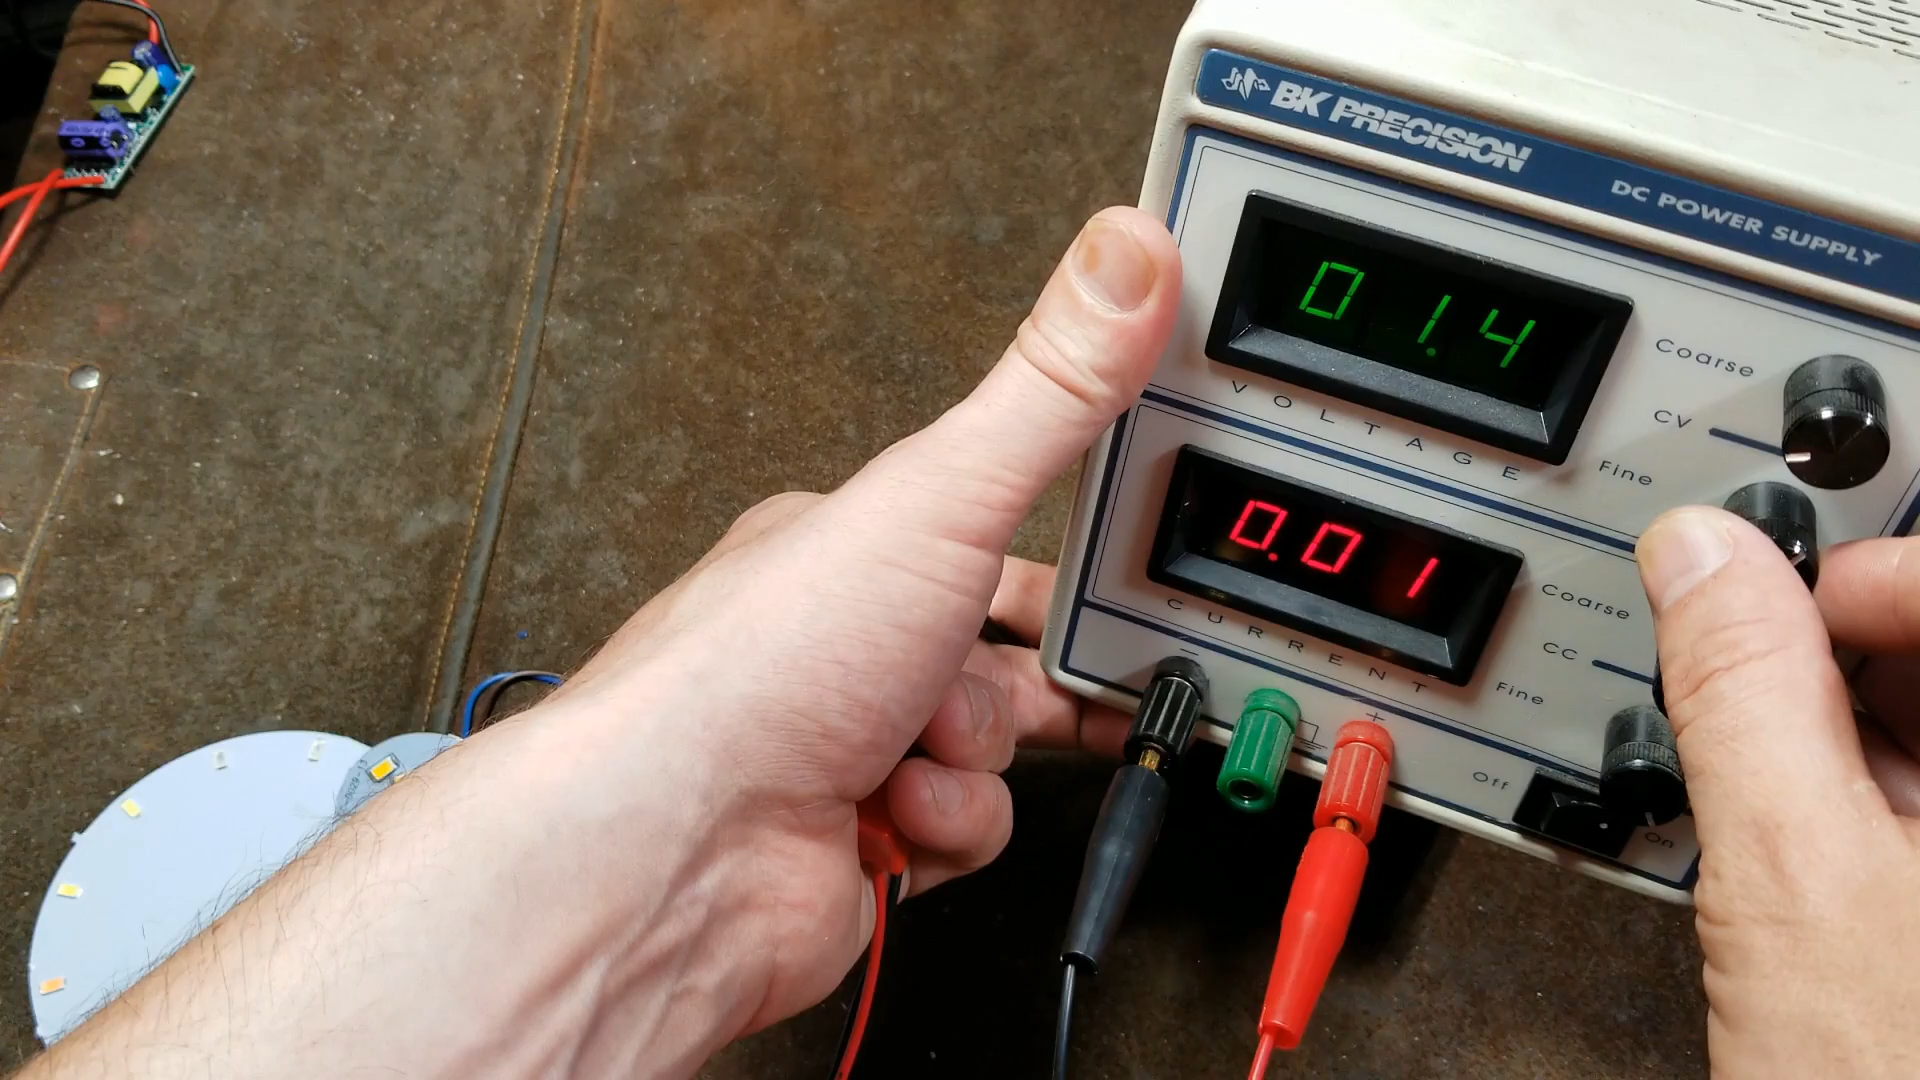 BK PRECISION
DC POWER SUPPLY
01.4
VOLTAGE
Coarse
CV
Fine
0.01
CURRENT
Coarse
CC
Fine
-
+
Off
On